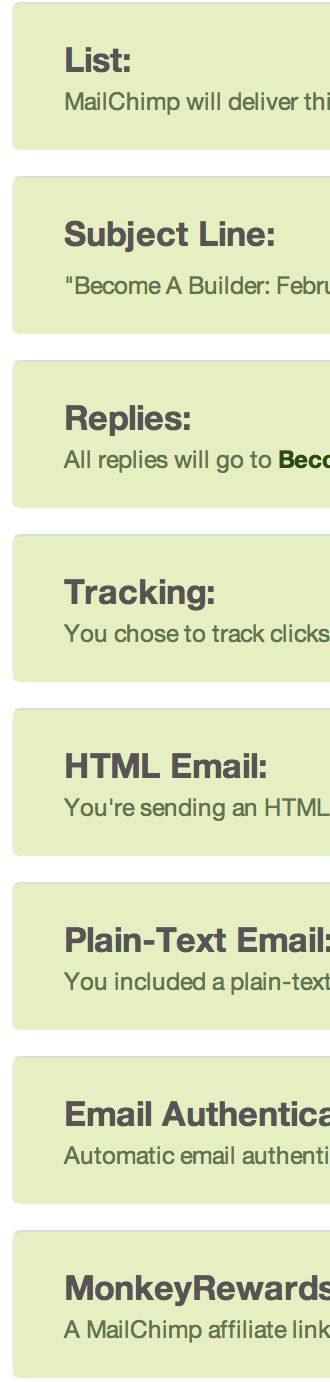 List:
MailChimp will deliver thi
Subject Line:
"Become A Builder: Febru
Replies:
All replies will go to Beco
Tracking:
You chose to track clicks
HTML Email:
You're sending an HTML
Plain-Text Email:
You included a plain-text
Email Authentica
Automatic email authenti
MonkeyRewards
A MailChimp affiliate link